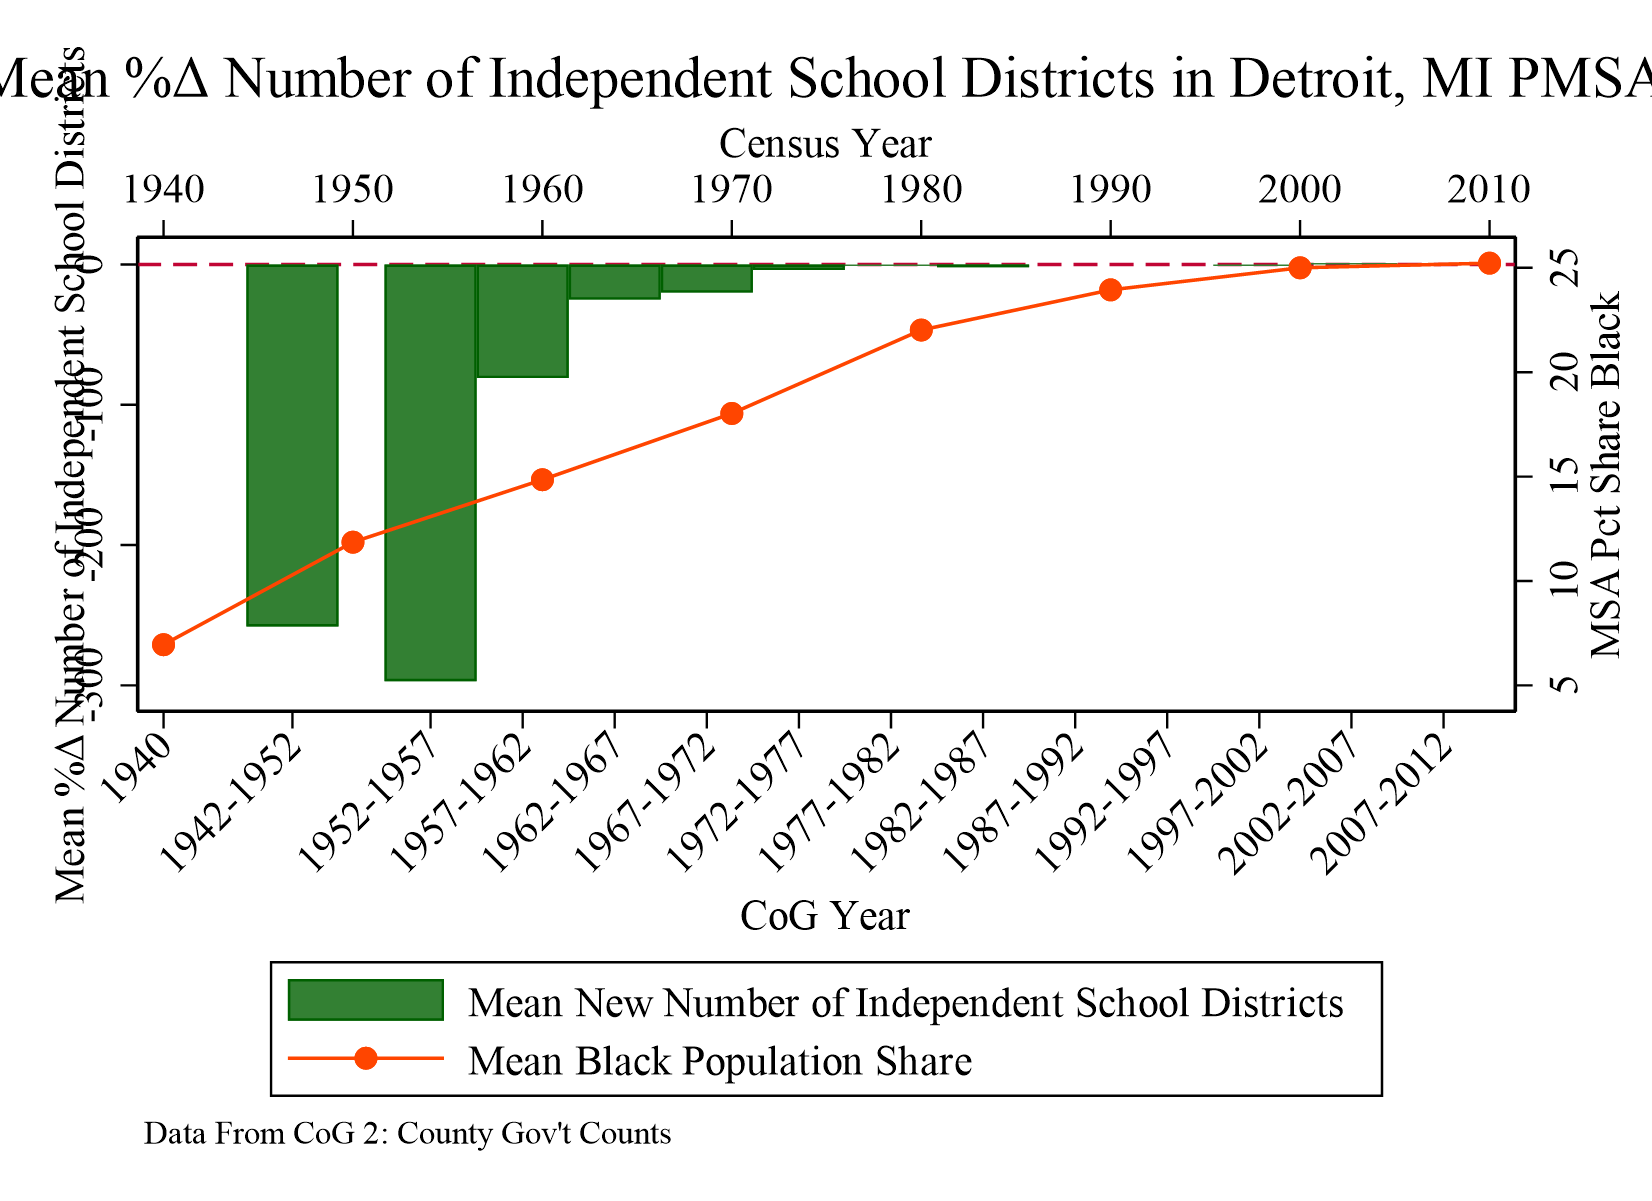 Mean %Δ Number of Independent School Districts in Detroit, MI PMSA
Census Year
1940 1950 1960 1970 1980 1990 2000 2010
Mean %Δ Number of Independent School Districts
0
-100
-200
-300
25
20
15
10
5
MSA Pct Share Black
1940 1942-1952 1952-1957 1957-1962 1962-1967 1967-1972 1972-1977 1977-1982 1982-1987 1987-1992 1992-1997 1997-2002 2002-2007 2007-2012
CoG Year
Mean New Number of Independent School Districts
Mean Black Population Share
Data From CoG 2: County Gov't Counts